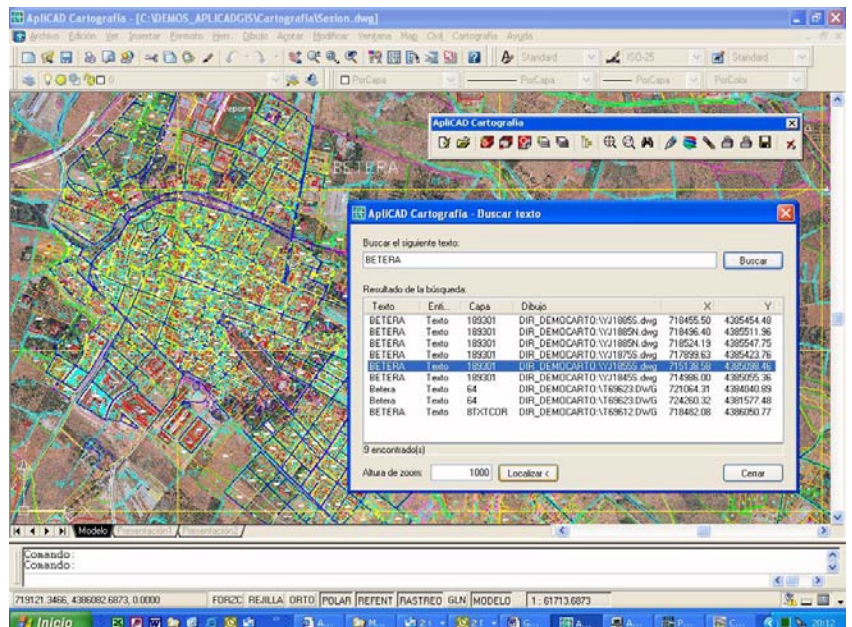 ApliCAD Cartografía - [C:\DEMOS_APLICADGIS\Cartografia\Sesion.dwg]
Archivo Edición Ver Insertar Formato Herr. Dibujo Acotar Modificar Ventana Map Civil Cartografía Ayuda
Standard ISO-25 Standard
0 PorCapa PorCapa PorCapa PorColor
BETERA
ApliCAD Cartografía
ApliCAD Cartografía - Buscar texto
Buscar el siguiente texto:
BETERA Buscar
Resultado de la búsqueda:
Texto Enti... Capa Dibujo X Y
BETERA Texto 189301 DIR_DEMOCARTO:\YJ1885S.dwg 718455.50 4385454.40
BETERA Texto 189301 DIR_DEMOCARTO:\YJ1885N.dwg 718496.40 4385511.96
BETERA Texto 189301 DIR_DEMOCARTO:\YJ1885N.dwg 718524.19 4385547.75
BETERA Texto 189301 DIR_DEMOCARTO:\YJ1875S.dwg 717899.63 4385423.76
BETERA Texto 189301 DIR_DEMOCARTO:\YJ1855S.dwg 715138.58 4385098.46
BETERA Texto 189301 DIR_DEMOCARTO:\YJ1845S.dwg 714986.00 4385055.36
Betera Texto 64 DIR_DEMOCARTO:\T69623.DWG 721064.31 4384040.89
Betera Texto 64 DIR_DEMOCARTO:\T69623.DWG 724260.32 4381577.48
BETERA Texto 8TXTCOR DIR_DEMOCARTO:\T69612.DWG 718482.08 4386050.77
9 encontrado(s)
Altura de zoom: 1000 Localizar < Cerrar
Modelo Presentación1 Presentación2
Comando:
Comando:
719121.3466, 4386082.6873, 0.0000 FORZC REJILLA ORTO POLAR REFENT RASTREO GLN MODELO 1 : 61713.6873
Inicio 20:12